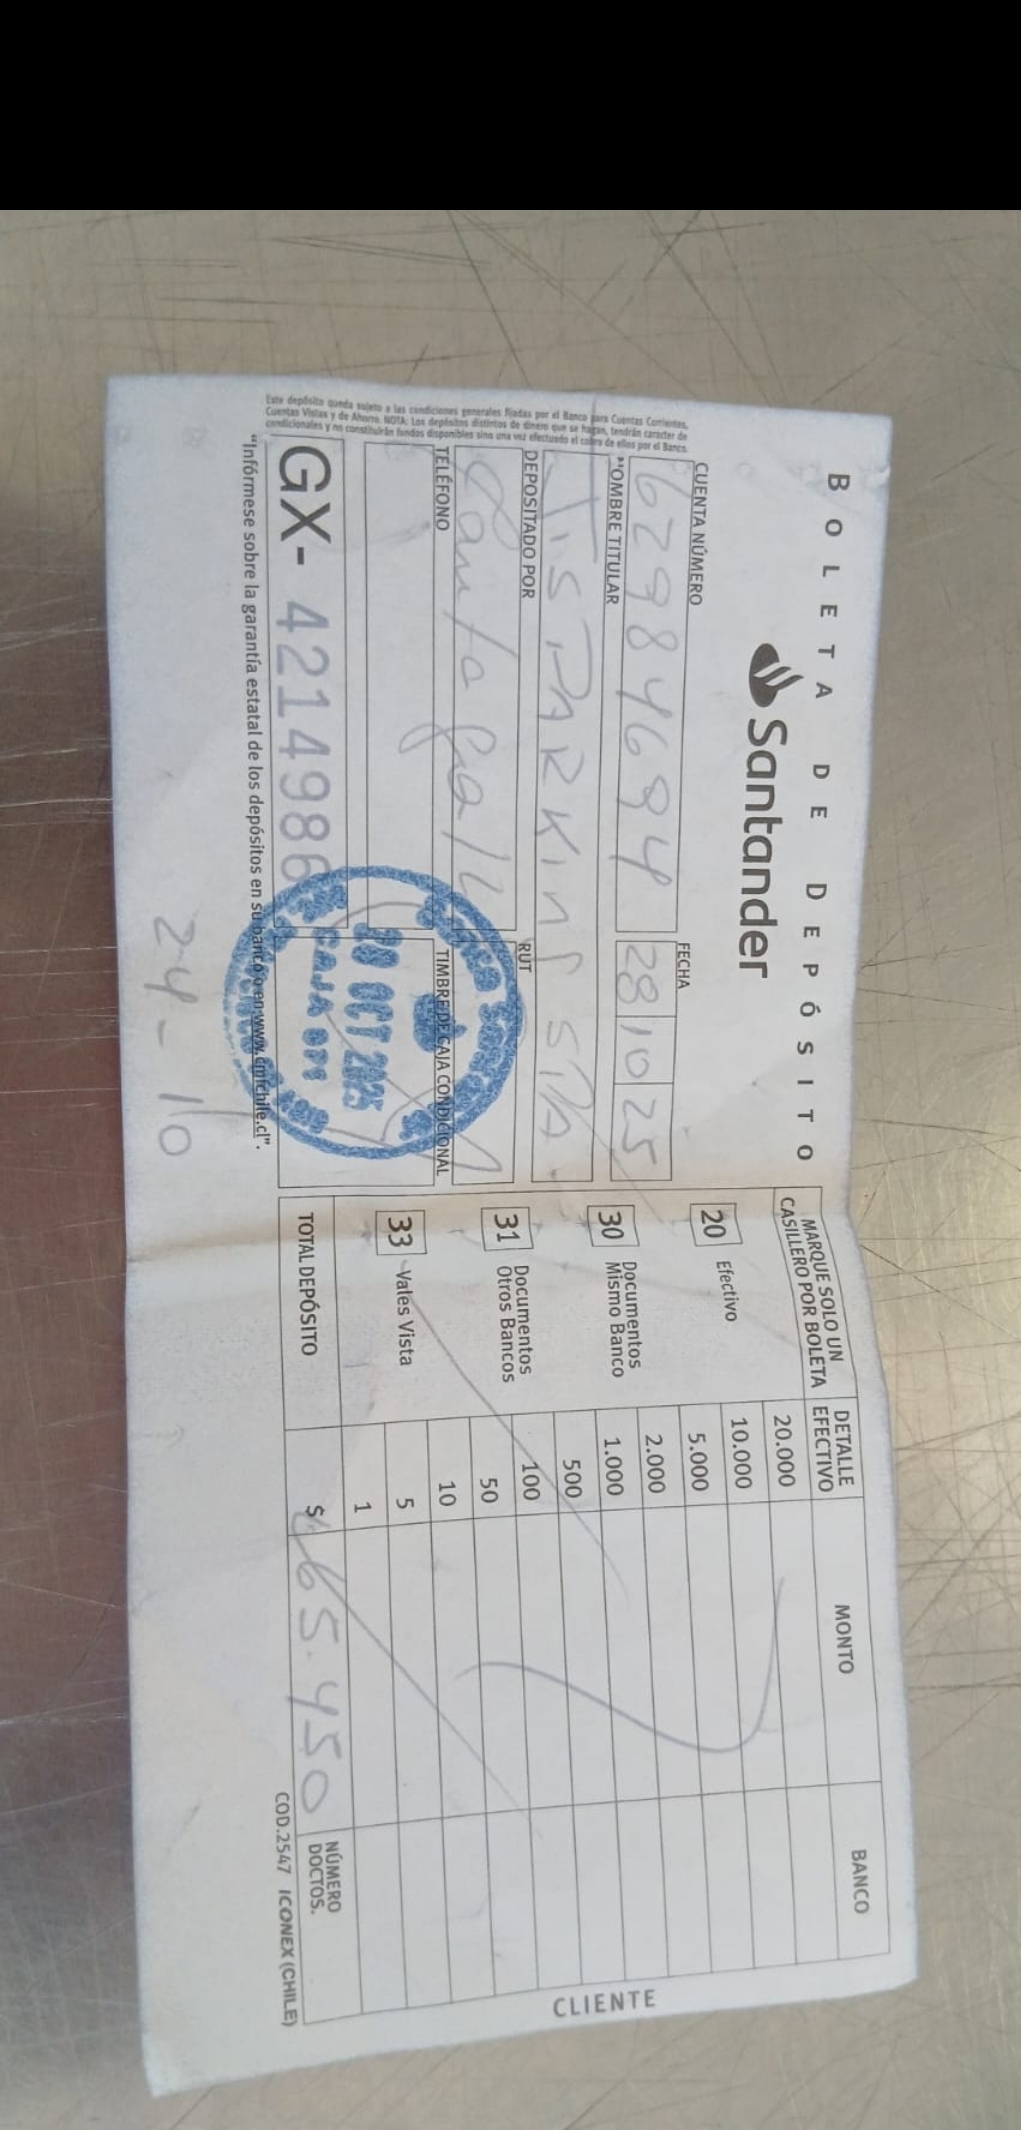 BOLETA DE DEPÓSITO
Santander
CUENTA NÚMERO
FECHA
629846694
28 10 25
NOMBRE TITULAR
Jis PARKing SPA.
DEPOSITADO POR
RUT
TELÉFONO
TIMBRE DE CAJA CONDICIONAL
28 OCT 2025
CAJA
GX- 42149986
Este depósito queda sujeto a las condiciones generales fijadas por el Banco para Cuentas Corrientes,
Cuentas Vistas y de Ahorro. NOTA: Los depósitos distintos de dinero que se hagan, tendrán carácter de
condicionales y no constituirán fondos disponibles sino una vez efectuado el cobro de ellos por el Banco.
"Infórmese sobre la garantía estatal de los depósitos en su banco o en www.cmfchile.cl".
24-10
MARQUE SOLO UN
CASILLERO POR BOLETA
20 Efectivo
30 Documentos
Mismo Banco
31 Documentos
Otros Bancos
33 Vales Vista
TOTAL DEPÓSITO
DETALLE
EFECTIVO
MONTO
BANCO
20.000
10.000
5.000
2.000
1.000
500
100
50
10
5
1
$ 65.450
NÚMERO
DOCTOS.
COD.2547 ICONEX (CHILE)
CLIENTE